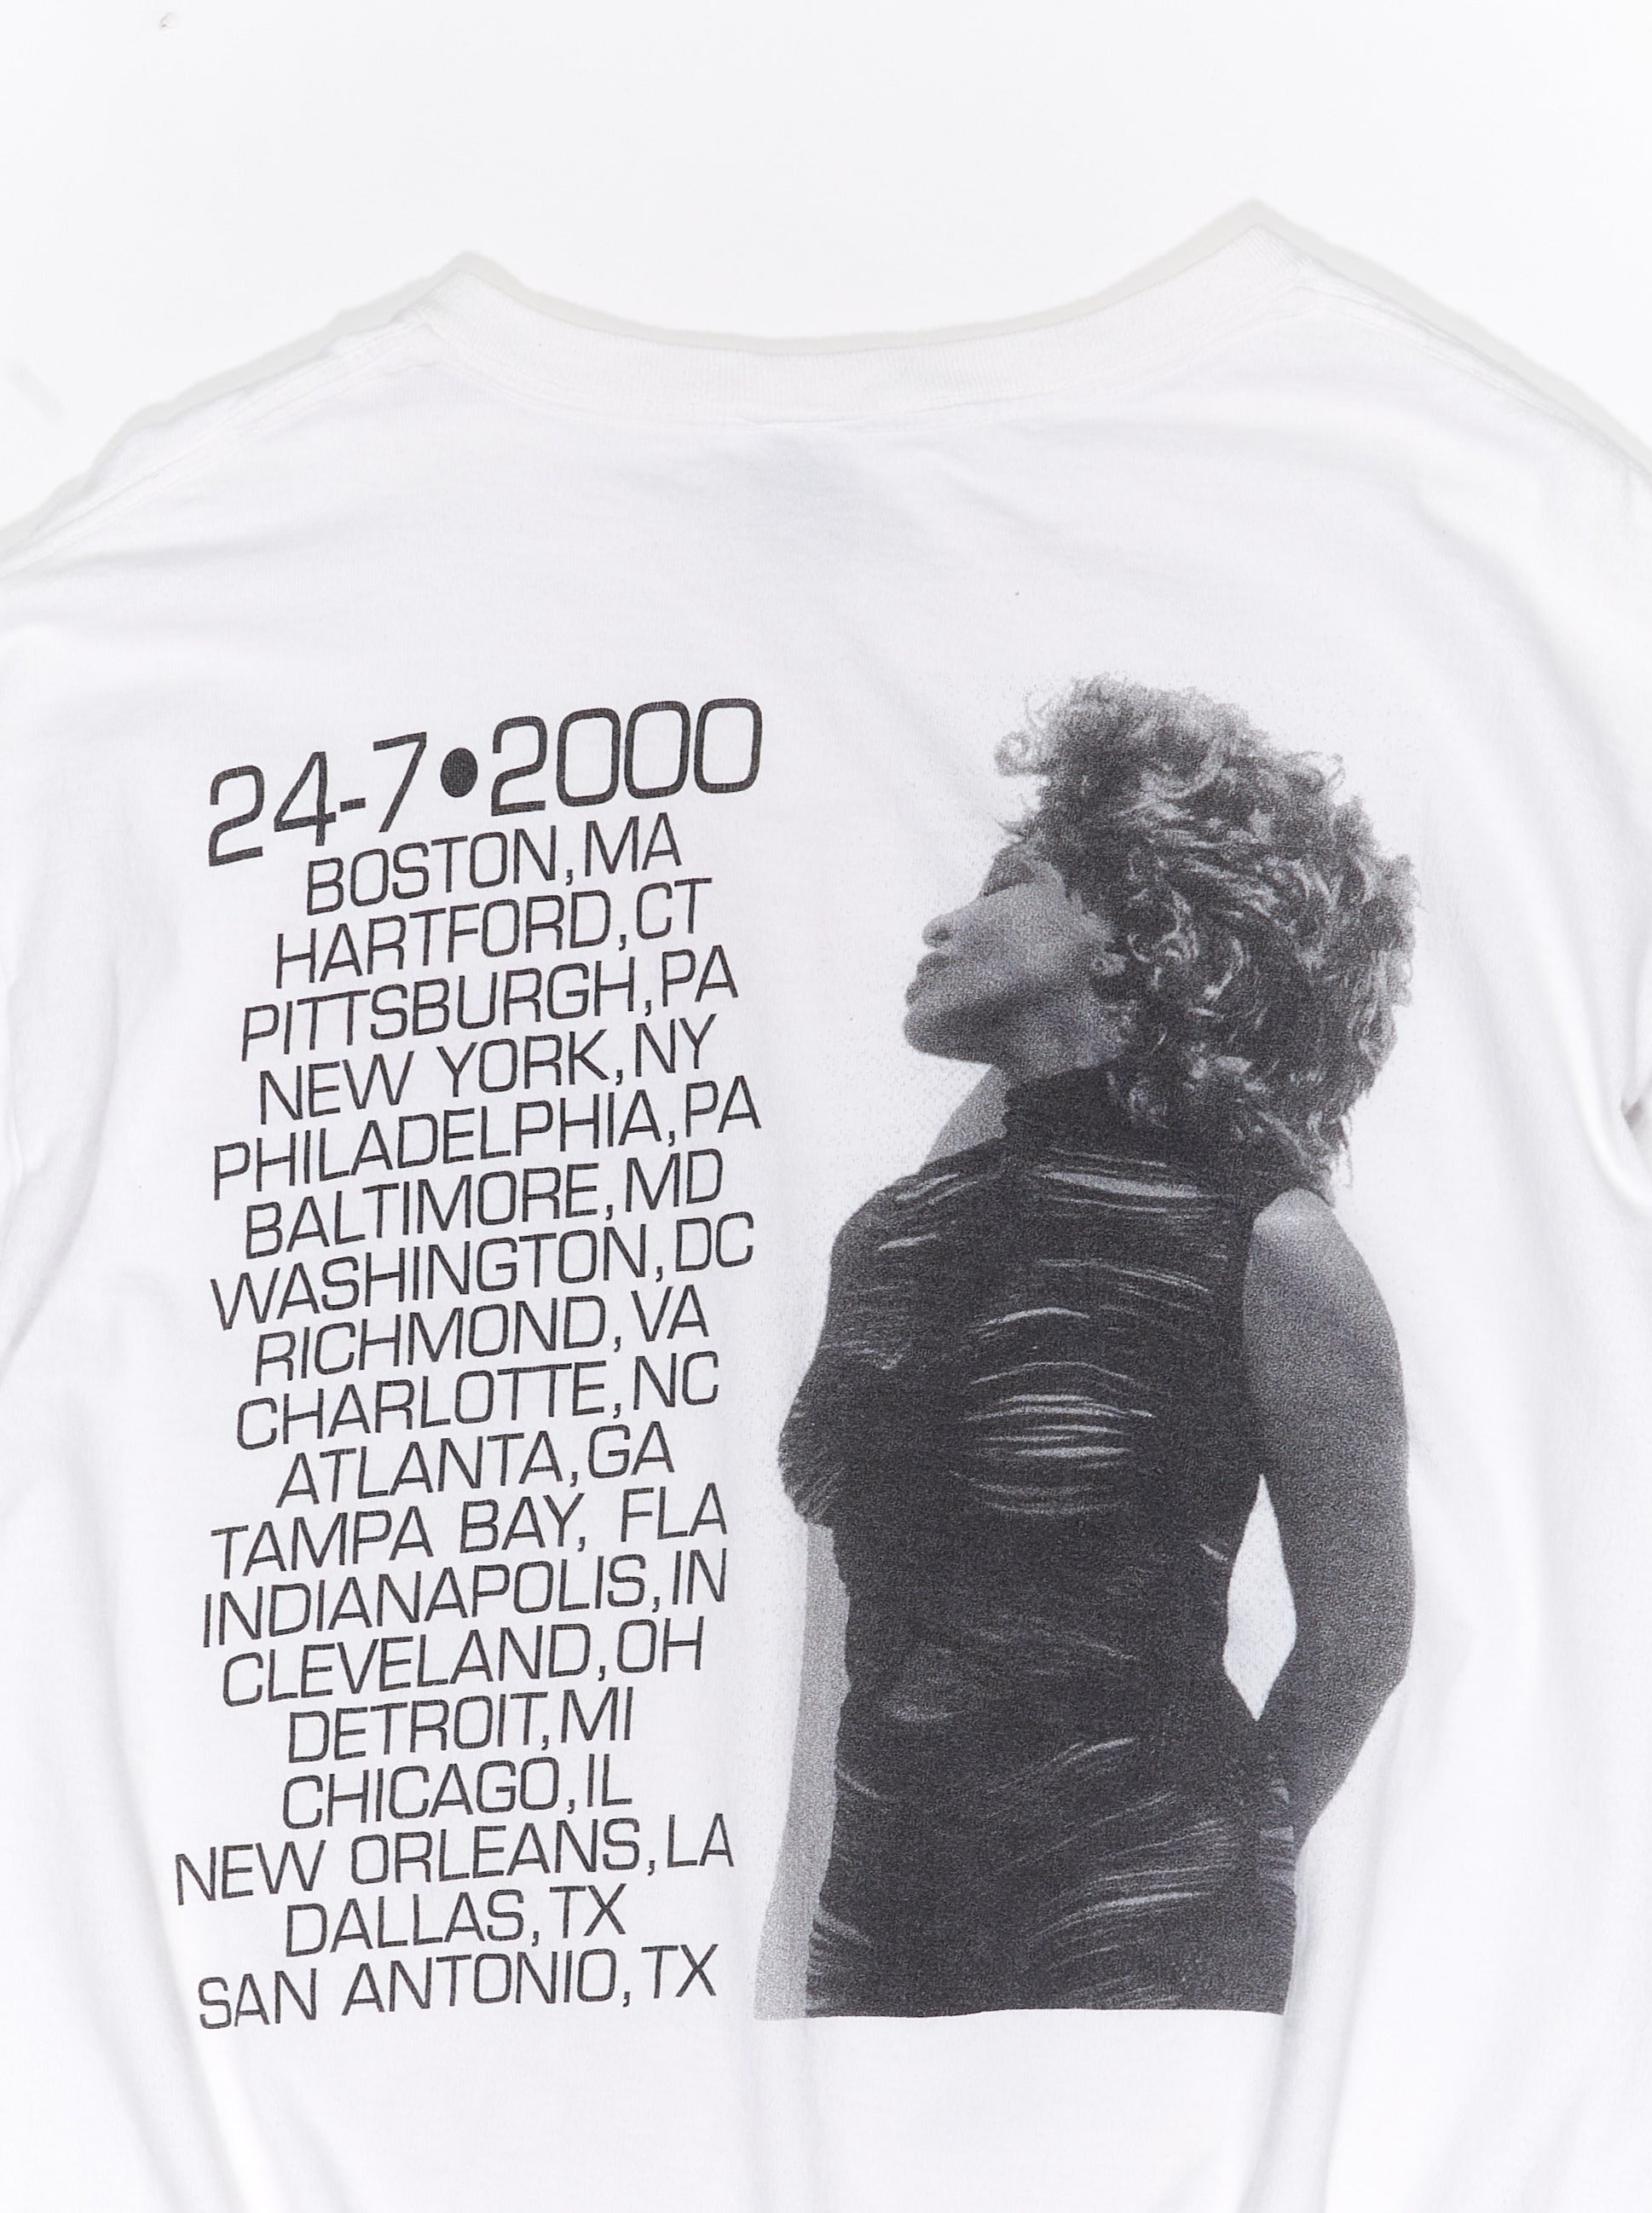 24-7•2000
BOSTON,MA
HARTFORD,CT
PITTSBURGH,PA
NEW YORK,NY
PHILADELPHIA,PA
BALTIMORE,MD
WASHINGTON,DC
RICHMOND,VA
CHARLOTTE,NC
ATLANTA,GA
TAMPA BAY, FLA
INDIANAPOLIS,IN
CLEVELAND,OH
DETROIT,MI
CHICAGO,IL
NEW ORLEANS,LA
DALLAS,TX
SAN ANTONIO,TX